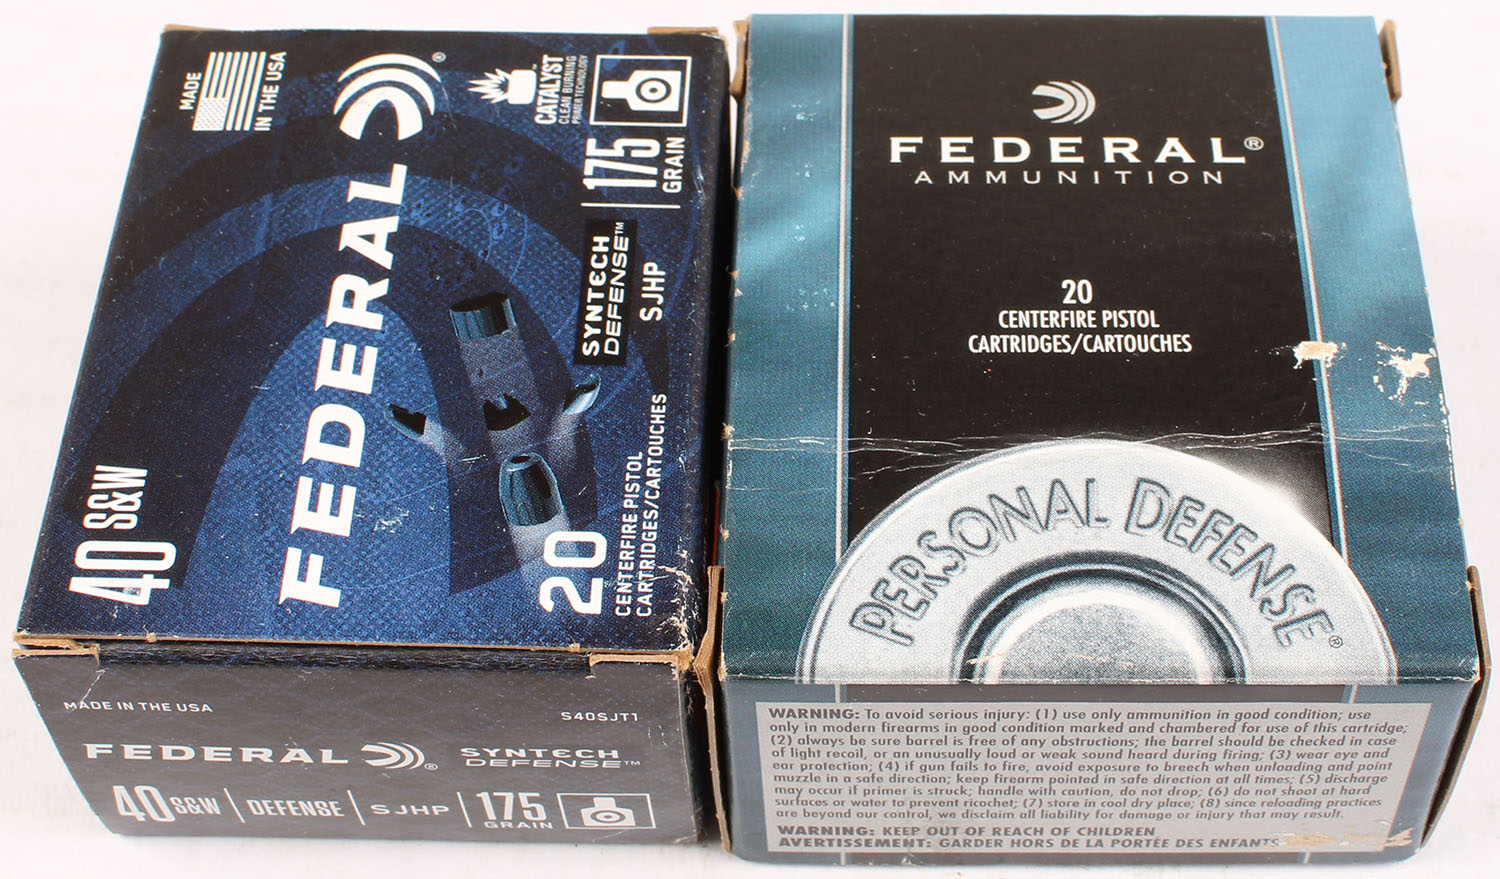 MADE
IN THE USA
FEDERAL®
CATALYST™
CLEAN BURNING
PRIMER TECHNOLOGY
175
GRAIN
SYNTECH
DEFENSE™
SJHP
40 S&W
20
CENTERFIRE PISTOL
CARTRIDGES/CARTOUCHES
MADE IN THE USA
S40SJT1
FEDERAL®
SYNTECH
DEFENSE™
40 S&W | DEFENSE | SJHP | 175
GRAIN
FEDERAL®
AMMUNITION
20
CENTERFIRE PISTOL
CARTRIDGES/CARTOUCHES
PERSONAL DEFENSE®
WARNING: To avoid serious injury: (1) use only ammunition in good condition; use
only in modern firearms in good condition marked and chambered for use of this cartridge;
(2) always be sure barrel is free of any obstructions; the barrel should be checked in case
of light recoil, or an unusually loud or weak sound heard during firing; (3) wear eye and
ear protection; (4) if gun fails to fire, avoid exposure to breech when unloading and point
muzzle in a safe direction; keep firearm pointed in safe direction at all times; (5) discharge
may occur if primer is struck; handle with caution, do not drop; (6) do not shoot at hard
surfaces or water to prevent ricochet; (7) store in cool dry place; (8) since reloading practices
are beyond our control, we disclaim all liability for damage or injury that may result.
WARNING: KEEP OUT OF REACH OF CHILDREN
AVERTISSEMENT: GARDER HORS DE LA PORTÉE DES ENFANTS